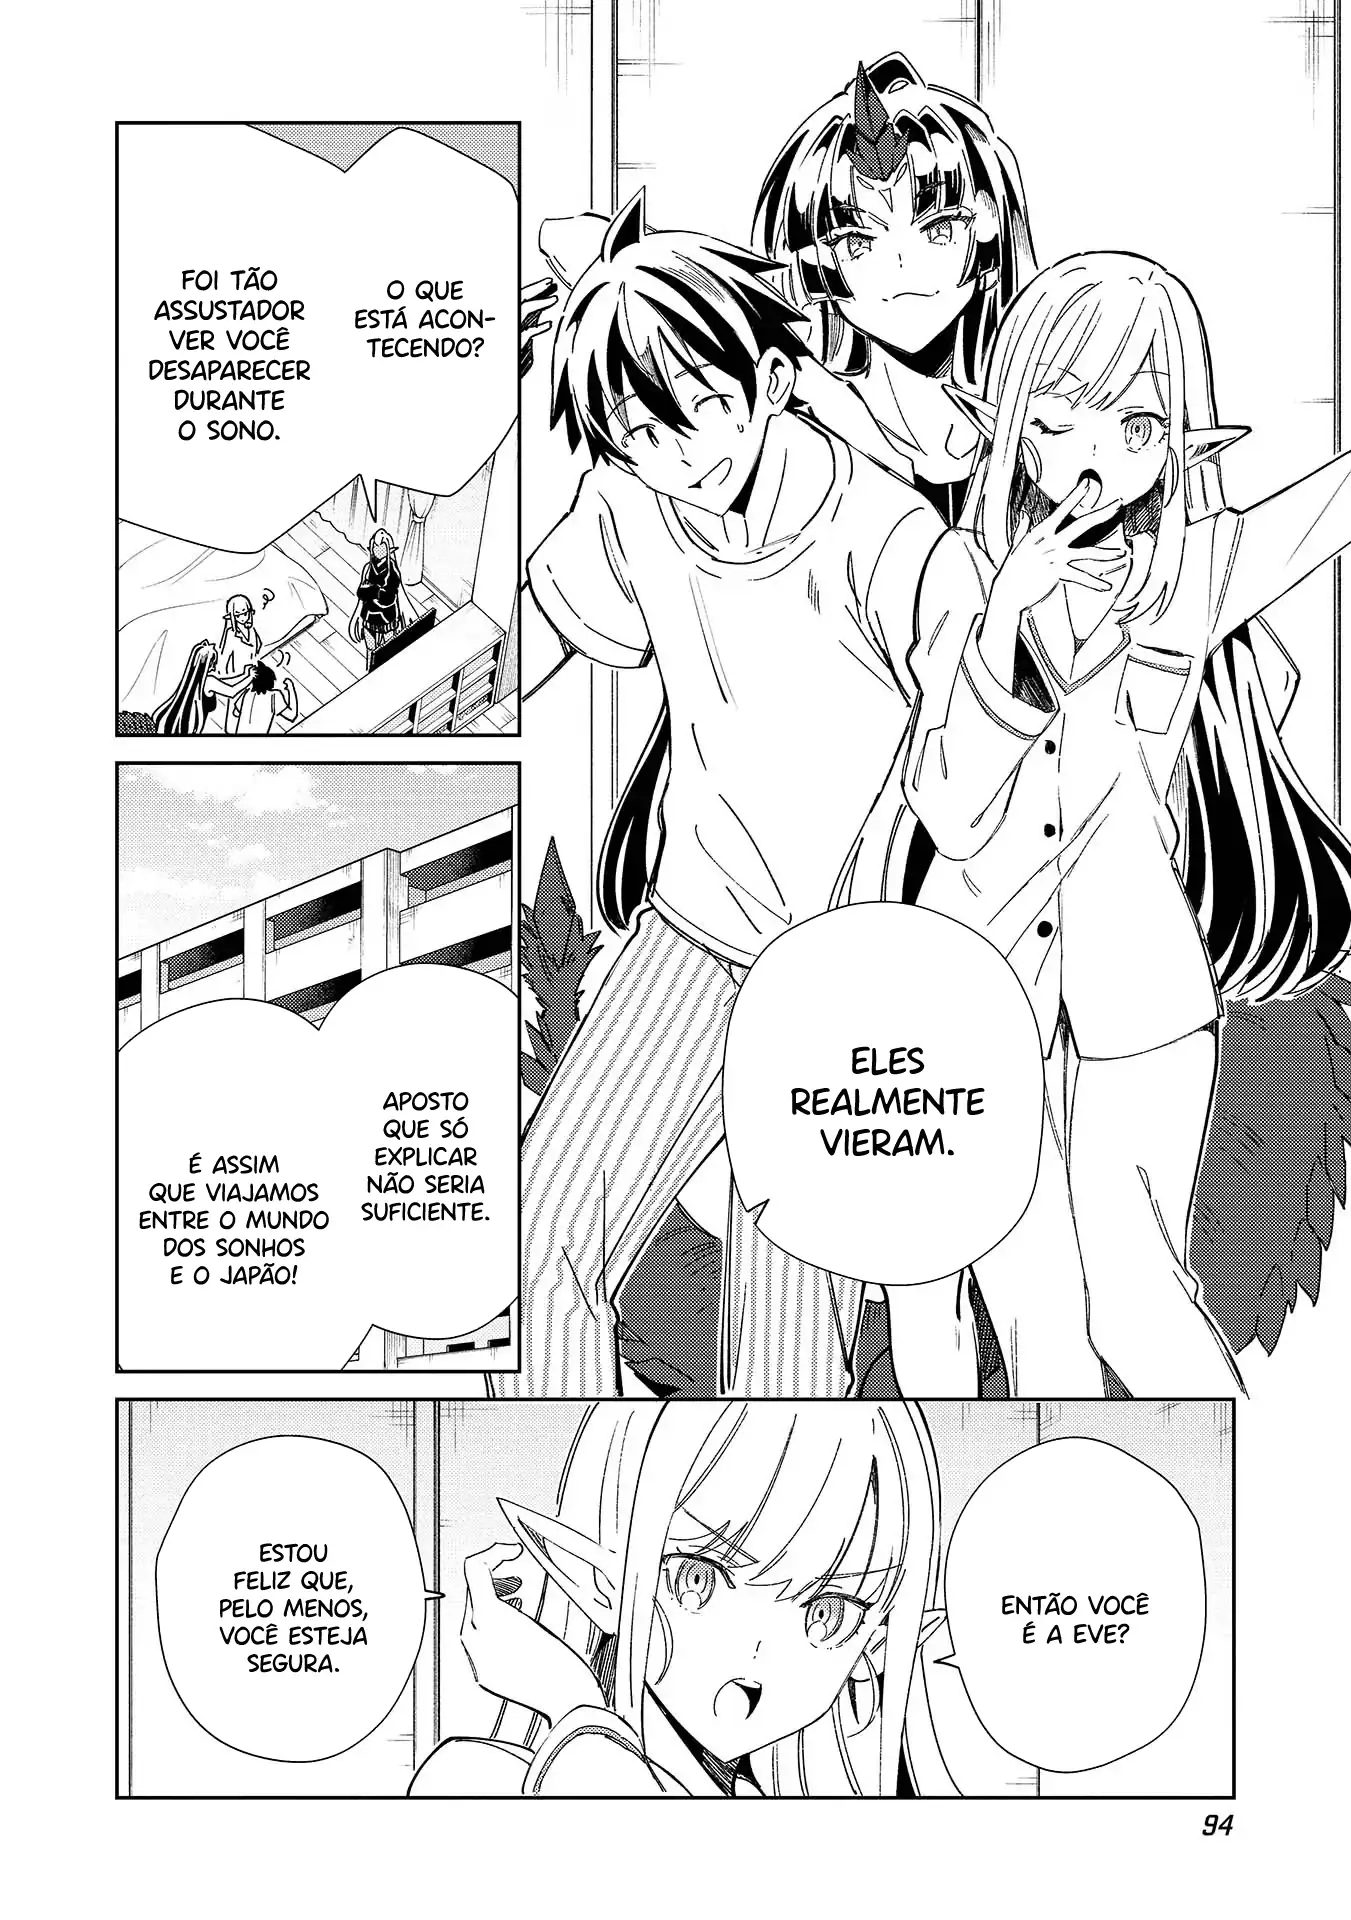 ELES
REALMENTE
VIERAM.
O QUE
ESTÁ ACON-
TECENDO?
FOI TÃO
ASSUSTADOR
VER VOCÊ
DESAPARECER
DURANTE
O SONO.
APOSTO
QUE SÓ
EXPLICAR
NÃO SERIA
SUFICIENTE.
É ASSIM
QUE VIAJAMOS
ENTRE O MUNDO
DOS SONHOS
E O JAPÃO!
ENTÃO VOCÊ
É A EVE?
ESTOU
FELIZ QUE,
PELO MENOS,
VOCÊ ESTEJA
SEGURA.
94